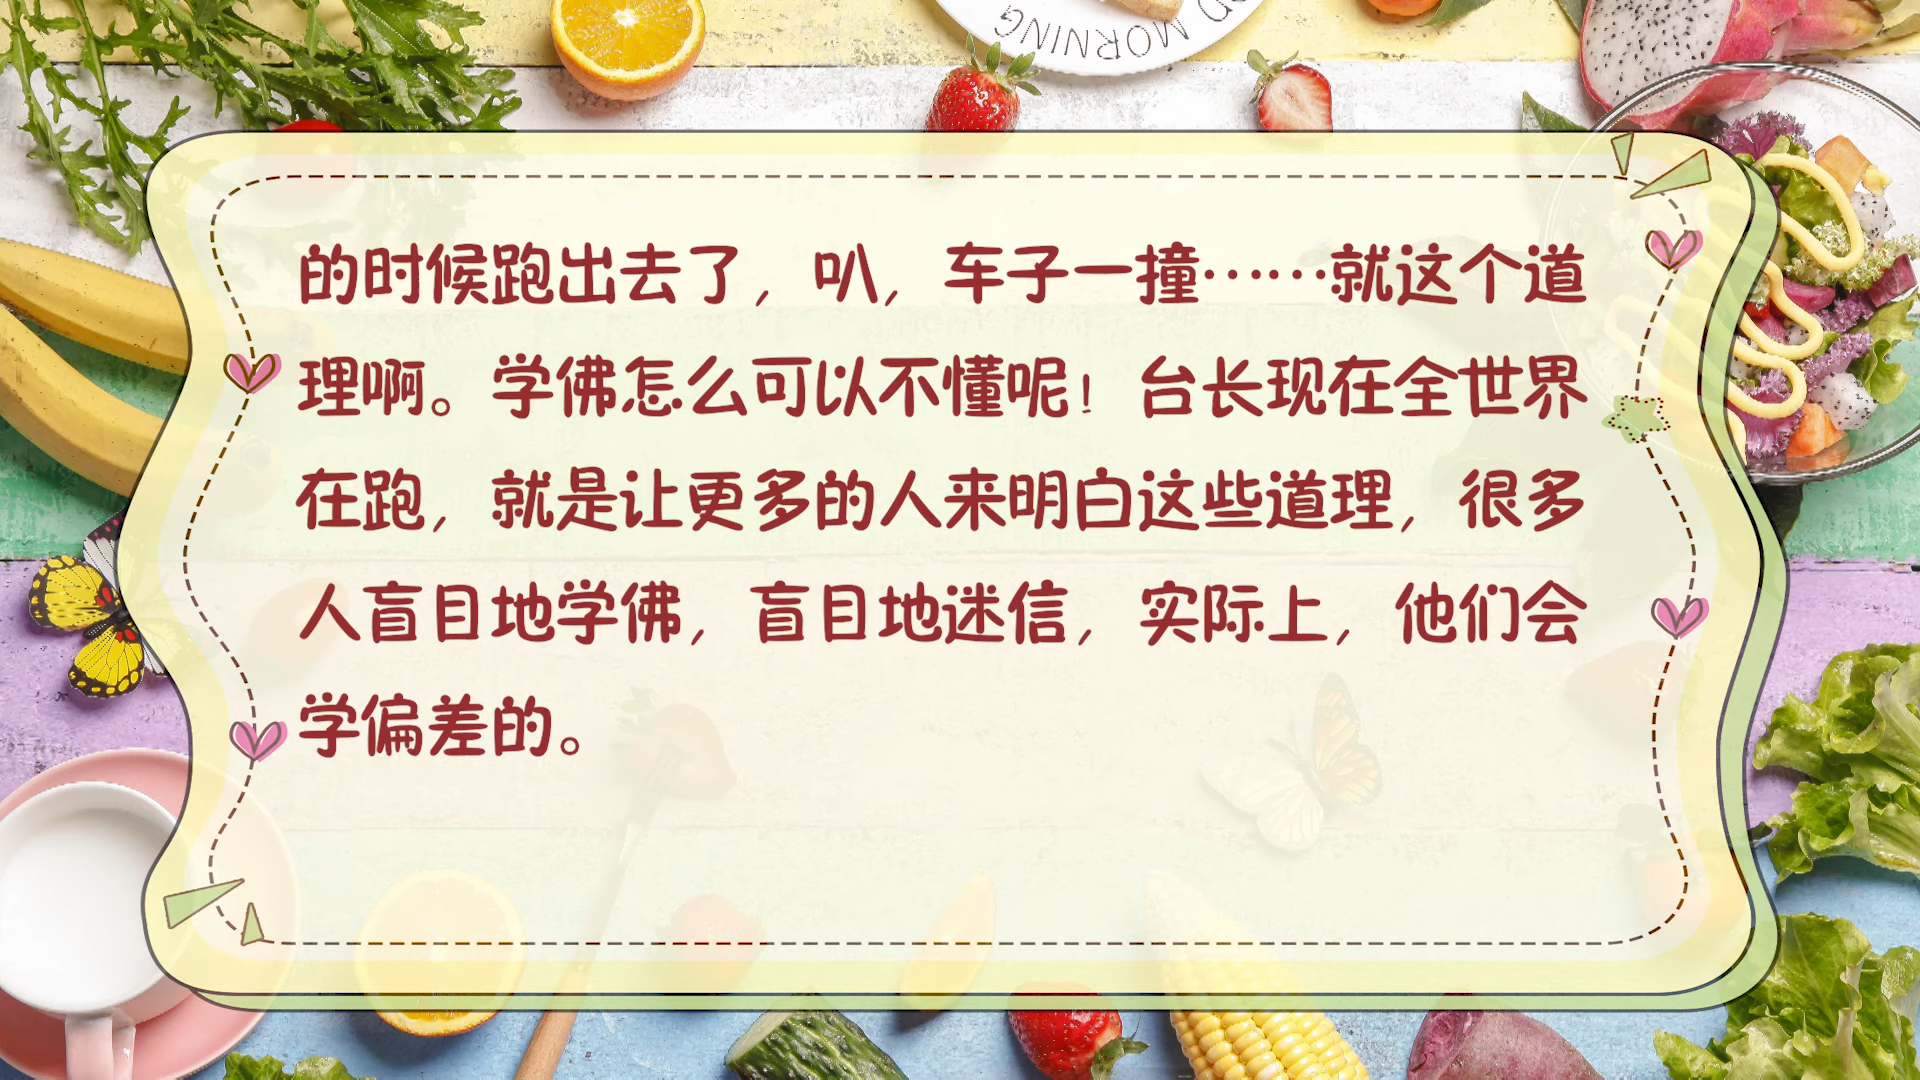 OD MORNING
的时候跑出去了，叭，车子一撞……就这个道
理啊。学佛怎么可以不懂呢！台长现在全世界
在跑，就是让更多的人来明白这些道理，很多
人盲目地学佛，盲目地迷信，实际上，他们会
学偏差的。